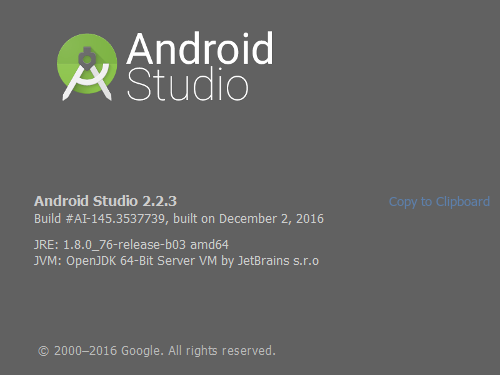 Android
Studio
Android Studio 2.2.3
Copy to Clipboard
Build #AI-145.3537739, built on December 2, 2016
JRE: 1.8.0_76-release-b03 amd64
JVM: OpenJDK 64-Bit Server VM by JetBrains s.r.o
© 2000–2016 Google. All rights reserved.